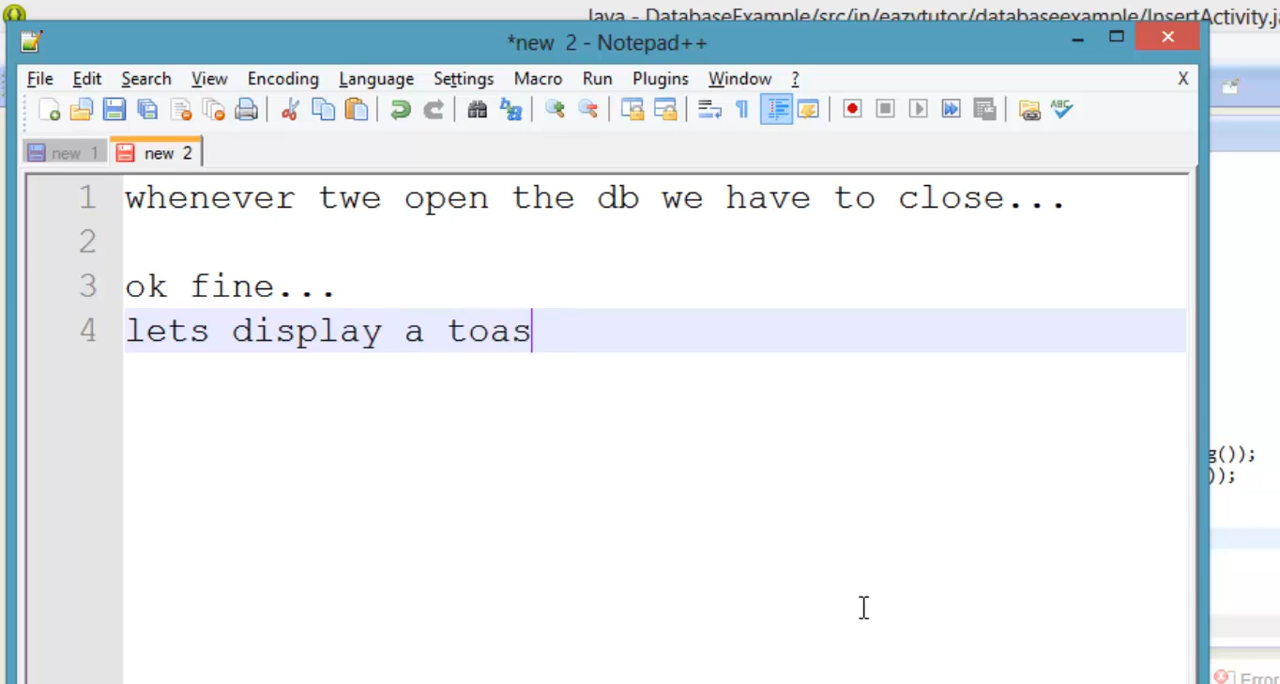 Java - DatabaseExample/src/in/eazytutor/databaseexample/InsertActivity.j
*new 2 - Notepad++
File Edit Search View Encoding Language Settings Macro Run Plugins Window ? X
new 1 new 2
1 whenever twe open the db we have to close...
2
3 ok fine...
4 lets display a toas
g());
));
Error